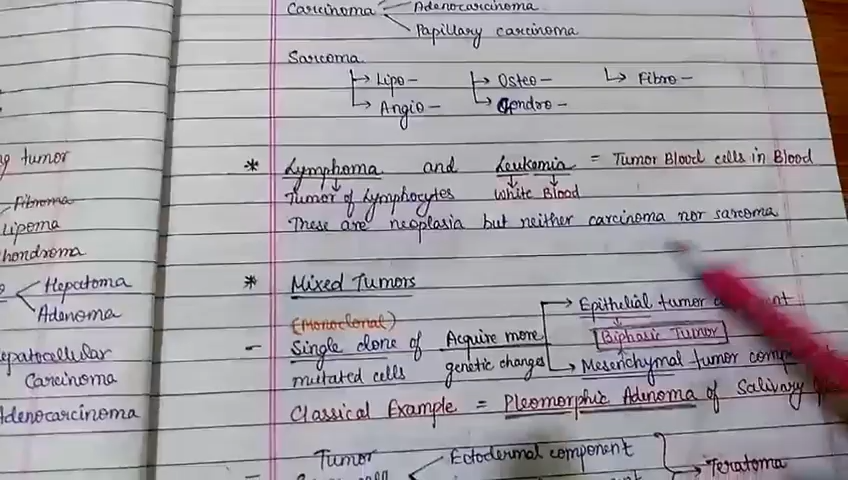 tumor
Fibroma
Lipoma
hondroma
Hepatoma
Adenoma
epatocellular
Carcinoma
Adenocarcinoma
Carcinoma
Adenocarcinoma
Papillary carcinoma
Sarcoma
Lipo - Osteo - Fibro -
Angio - Condro -
* Lymphoma and Leukemia = Tumor Blood cells in Blood
Tumor of Lymphocytes White Blood
These are neoplasia but neither carcinoma nor sarcoma
* Mixed Tumors
(Monoclonal)
- Single clone of mutated cells
Acquire more genetic changes
Epithelial tumor
Biphasic Tumor
Mesenchymal tumor
Classical Example = Pleomorphic Adenoma of Salivary
Tumor
Ectodermal component
Teratoma